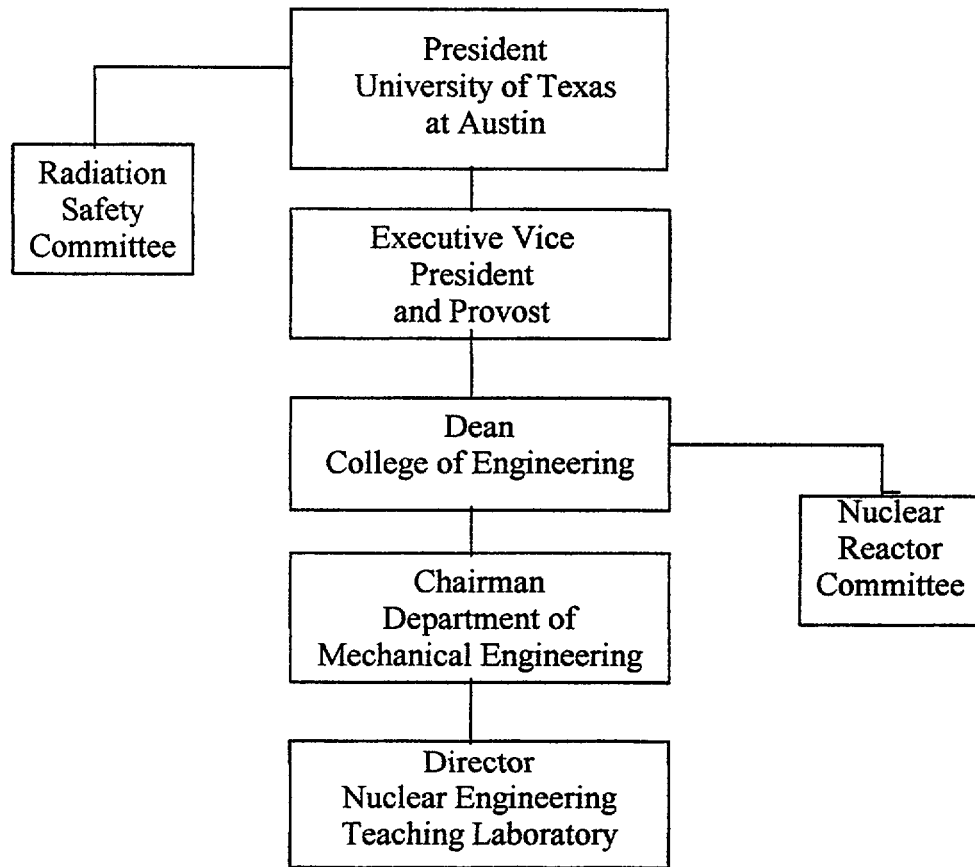 President
University of Texas
at Austin
Radiation
Safety
Committee
Executive Vice
President
and Provost
Dean
College of Engineering
Nuclear
Reactor
Committee
Chairman
Department of
Mechanical Engineering
Director
Nuclear Engineering
Teaching Laboratory